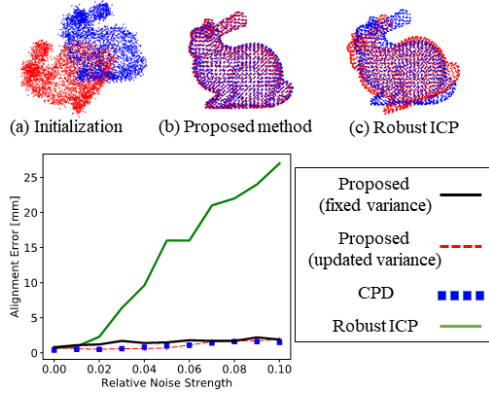 (a) Initialization
(b) Proposed method
(c) Robust ICP
Alignment Error [mm]
25
20
15
10
5
0
0.00 0.02 0.04 0.06 0.08 0.10
Relative Noise Strength
Proposed
(fixed variance)
Proposed
(updated variance)
CPD
Robust ICP